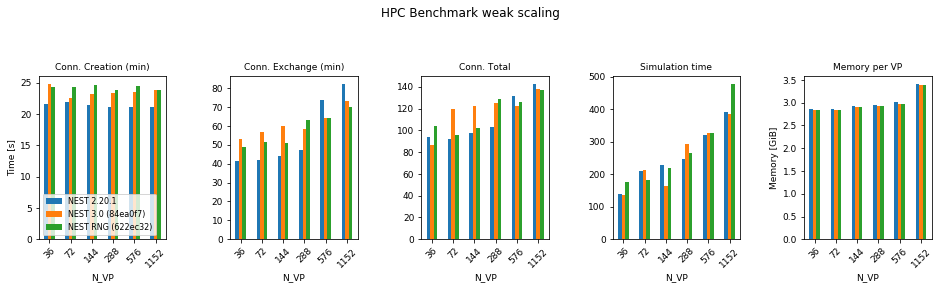 HPC Benchmark weak scaling
Conn. Creation (min)
Time [s]
25
20
15
10
5
0
NEST 2.20.1
NEST 3.0 (84ea0f7)
NEST RNG (622ec32)
36 72 144 288 576 1152
N_VP
Conn. Exchange (min)
80
70
60
50
40
30
20
10
0
36 72 144 288 576 1152
N_VP
Conn. Total
140
120
100
80
60
40
20
0
36 72 144 288 576 1152
N_VP
Simulation time
500
400
300
200
100
0
36 72 144 288 576 1152
N_VP
Memory per VP
Memory [GiB]
3.5
3.0
2.5
2.0
1.5
1.0
0.5
0.0
36 72 144 288 576 1152
N_VP